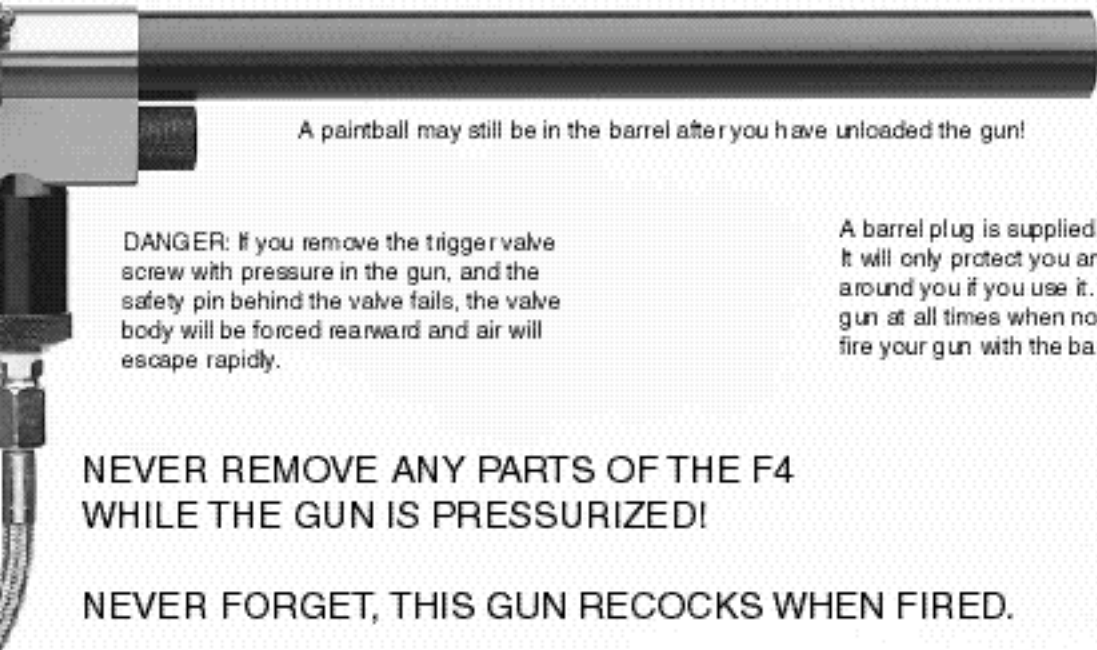 A paintball may still be in the barrel after you have unloaded the gun!
DANGER: If you remove the trigger valve
screw with pressure in the gun, and the
safety pin behind the valve fails, the valve
body will be forced rearward and air will
escape rapidly.
A barrel plug is supplied
It will only protect you
around you if you use it.
gun at all times when
fire your gun with the
NEVER REMOVE ANY PARTS OF THE F4
WHILE THE GUN IS PRESSURIZED!
NEVER FORGET, THIS GUN RECOCKS WHEN FIRED.